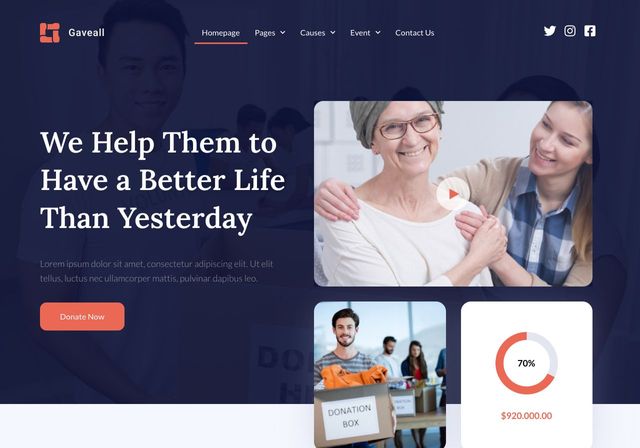 Gaveall
Homepage
Pages
Causes
Event
Contact Us
We Help Them to
Have a Better Life
Than Yesterday
Lorem ipsum dolor sit amet, consectetur adipiscing elit. Ut elit
tellus, luctus nec ullamcorper mattis, pulvinar dapibus leo.
Donate Now
DONATION
BOX
DONATION
BOX
70%
$920.000.00